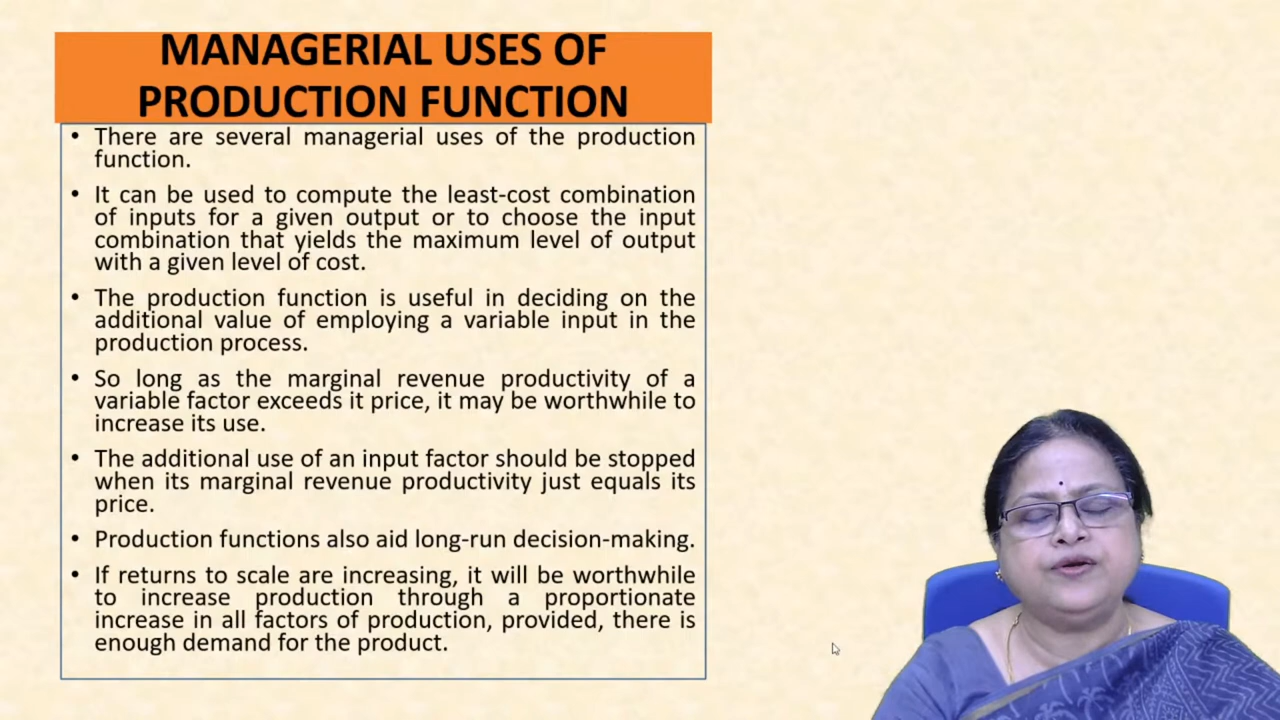 MANAGERIAL USES OF
PRODUCTION FUNCTION
• There are several managerial uses of the production
function.
• It can be used to compute the least-cost combination
of inputs for a given output or to choose the input
combination that yields the maximum level of output
with a given level of cost.
• The production function is useful in deciding on the
additional value of employing a variable input in the
production process.
• So long as the marginal revenue productivity of a
variable factor exceeds it price, it may be worthwhile to
increase its use.
• The additional use of an input factor should be stopped
when its marginal revenue productivity just equals its
price.
• Production functions also aid long-run decision-making.
• If returns to scale are increasing, it will be worthwhile
to increase production through a proportionate
increase in all factors of production, provided, there is
enough demand for the product.